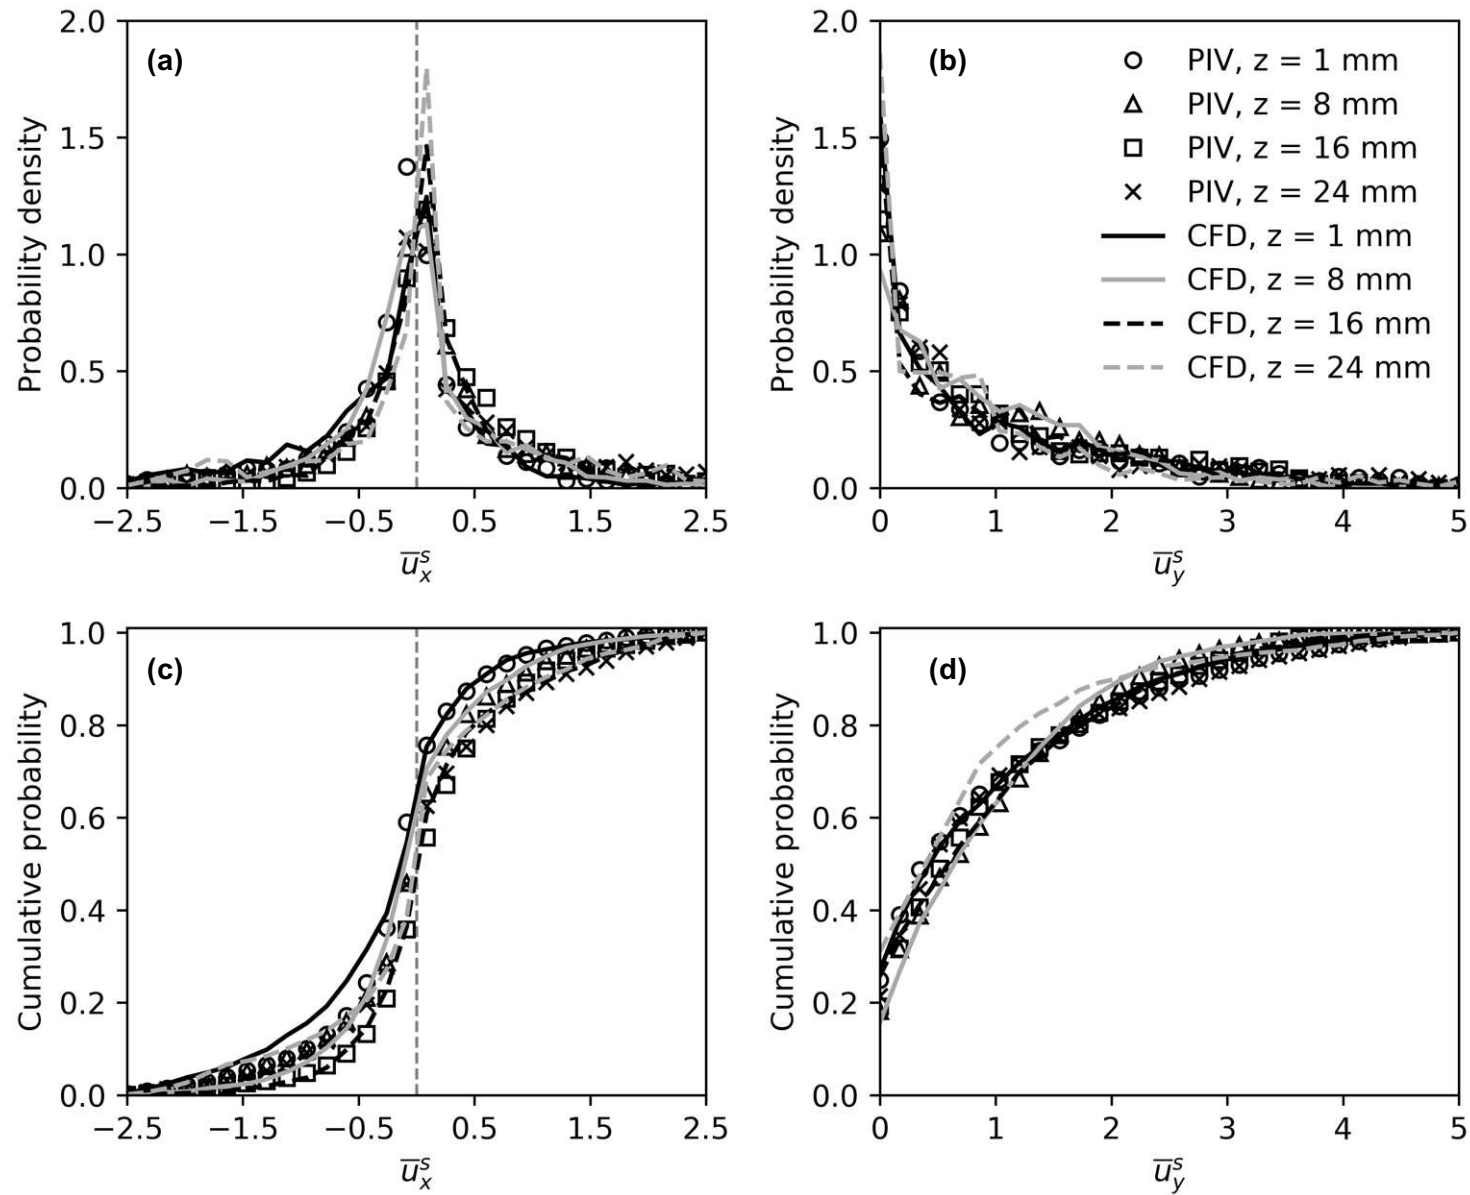 (a)
2.0
1.5
1.0
0.5
0.0
Probability density
−2.5 −1.5 −0.5 0.5 1.5 2.5
u̅ₓˢ
(b)
2.0
1.5
1.0
0.5
0.0
Probability density
0 1 2 3 4 5
u̅ᵧˢ
PIV, z = 1 mm
PIV, z = 8 mm
PIV, z = 16 mm
PIV, z = 24 mm
CFD, z = 1 mm
CFD, z = 8 mm
CFD, z = 16 mm
CFD, z = 24 mm
(c)
1.0
0.8
0.6
0.4
0.2
0.0
Cumulative probability
−2.5 −1.5 −0.5 0.5 1.5 2.5
u̅ₓˢ
(d)
1.0
0.8
0.6
0.4
0.2
0.0
Cumulative probability
0 1 2 3 4 5
u̅ᵧˢ